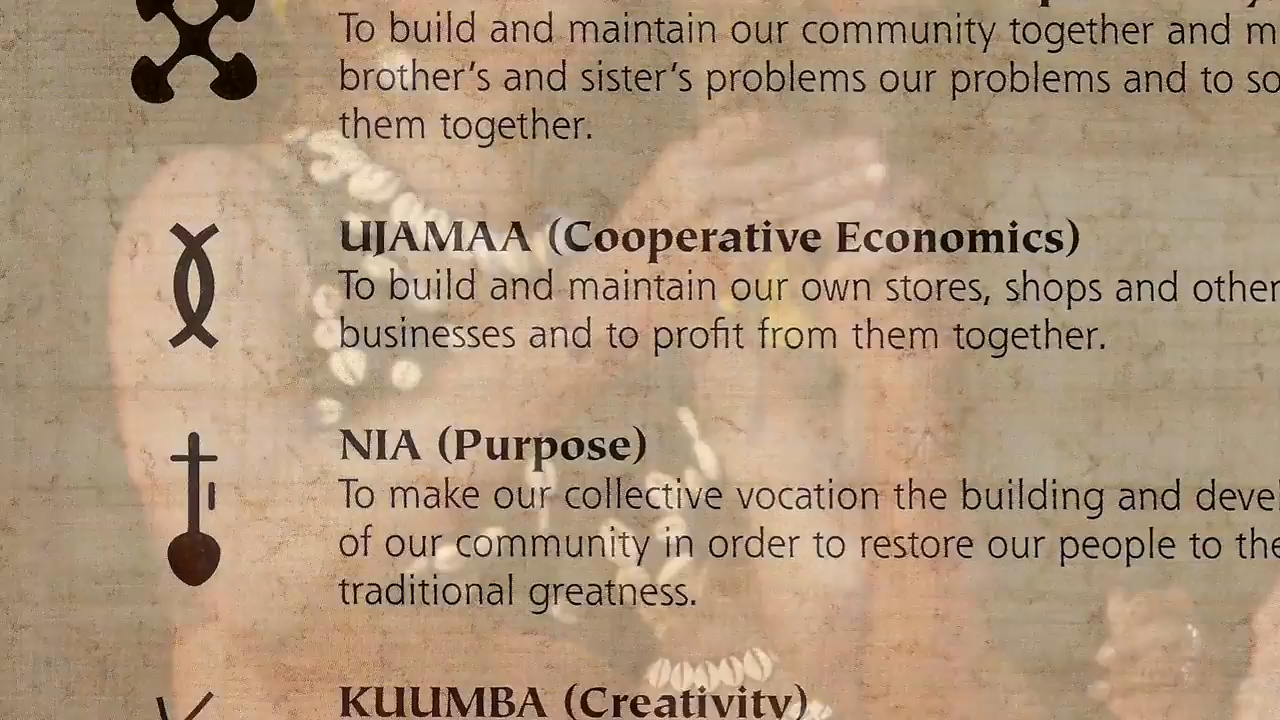 To build and maintain our community together and m
brother's and sister's problems our problems and to so
them together.
UJAMAA (Cooperative Economics)
To build and maintain our own stores, shops and other
businesses and to profit from them together.
NIA (Purpose)
To make our collective vocation the building and deve
of our community in order to restore our people to the
traditional greatness.
KUUMBA (Creativity)